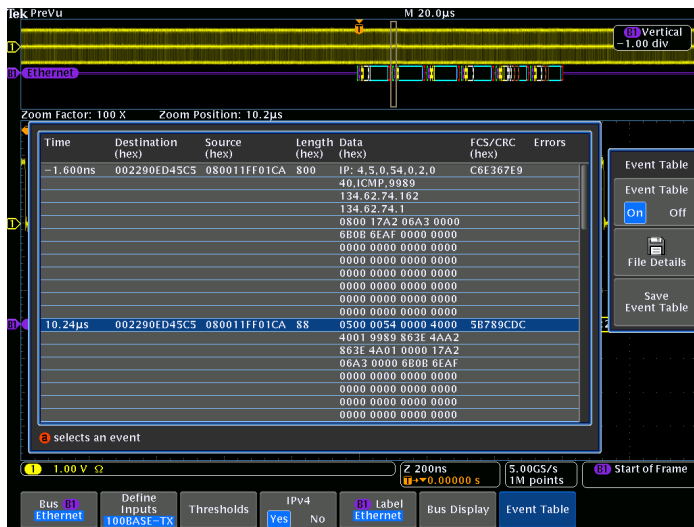 Tek PreVu M 20.0µs
T
B1 Vertical
−1.00 div
1
B1 Ethernet
Zoom Factor: 100 X Zoom Position: 10.2µs
Time Destination Source Length Data FCS/CRC Errors
(hex) (hex) (hex) (hex) (hex)
−1.600ns 002290ED45C5 080011FF01CA 800 IP: 4,5,0,54,0,2,0 C6E367E9
40,ICMP,9989
134.62.74.162
134.62.74.1
0800 17A2 06A3 0000
6B0B 6EAF 0000 0000
0000 0000 0000 0000
0000 0000 0000 0000
0000 0000 0000 0000
0000 0000 0000 0000
0000 0000 0000 0000
0000 0000 0000 0000
10.24µs 002290ED45C5 080011FF01CA 88 0500 0054 0000 4000 5B789CDC
4001 9989 863E 4AA2
863E 4A01 0000 17A2
06A3 0000 6B0B 6EAF
0000 0000 0000 0000
0000 0000 0000 0000
0000 0000 0000 0000
0000 0000 0000 0000
a selects an event
1
B1
Event Table
Event Table
On Off
File Details
Save
Event Table
1 1.00 V Ω
Z 200ns
T→▼0.00000 s
5.00GS/s
1M points
B1 Start of Frame
Bus B1
Ethernet
Define
Inputs
100BASE−TX
Thresholds
IPv4
Yes No
B1 Label
Ethernet
Bus Display
Event Table